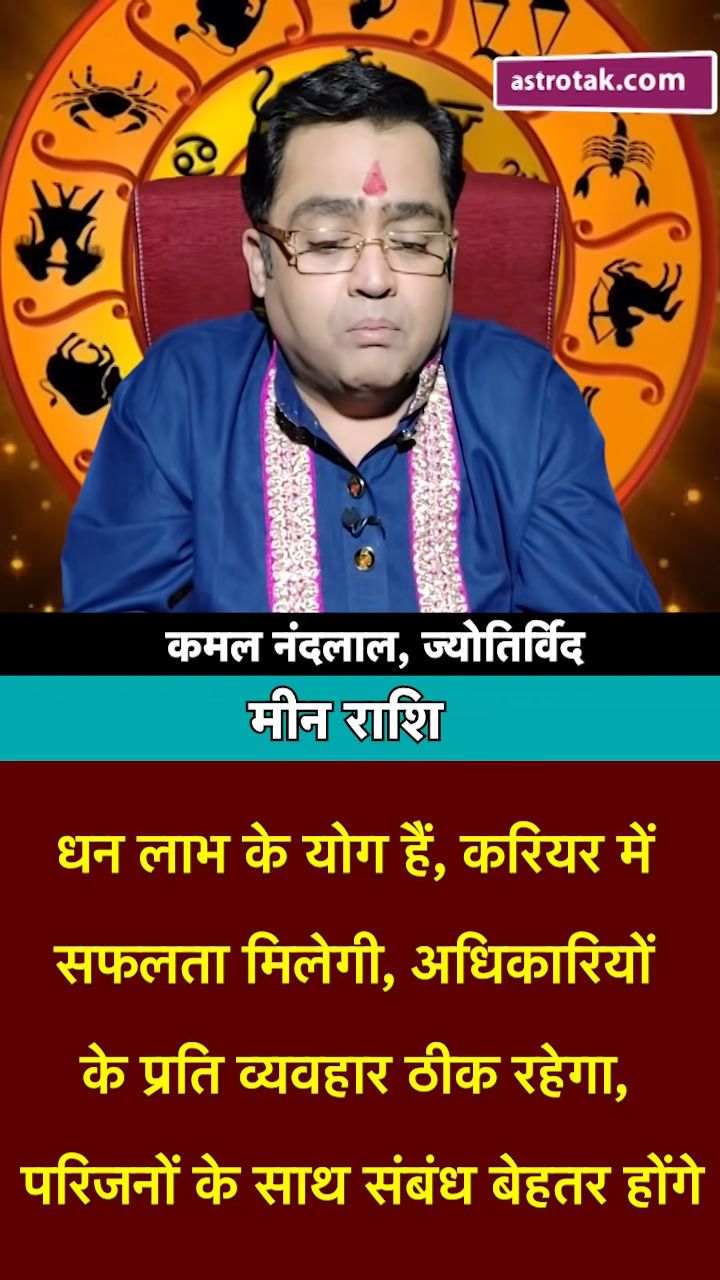 astrotak.com
कमल नंदलाल, ज्योतिर्विद
मीन राशि
धन लाभ के योग हैं, करियर में
सफलता मिलेगी, अधिकारियों
के प्रति व्यवहार ठीक रहेगा,
परिजनों के साथ संबंध बेहतर होंगे